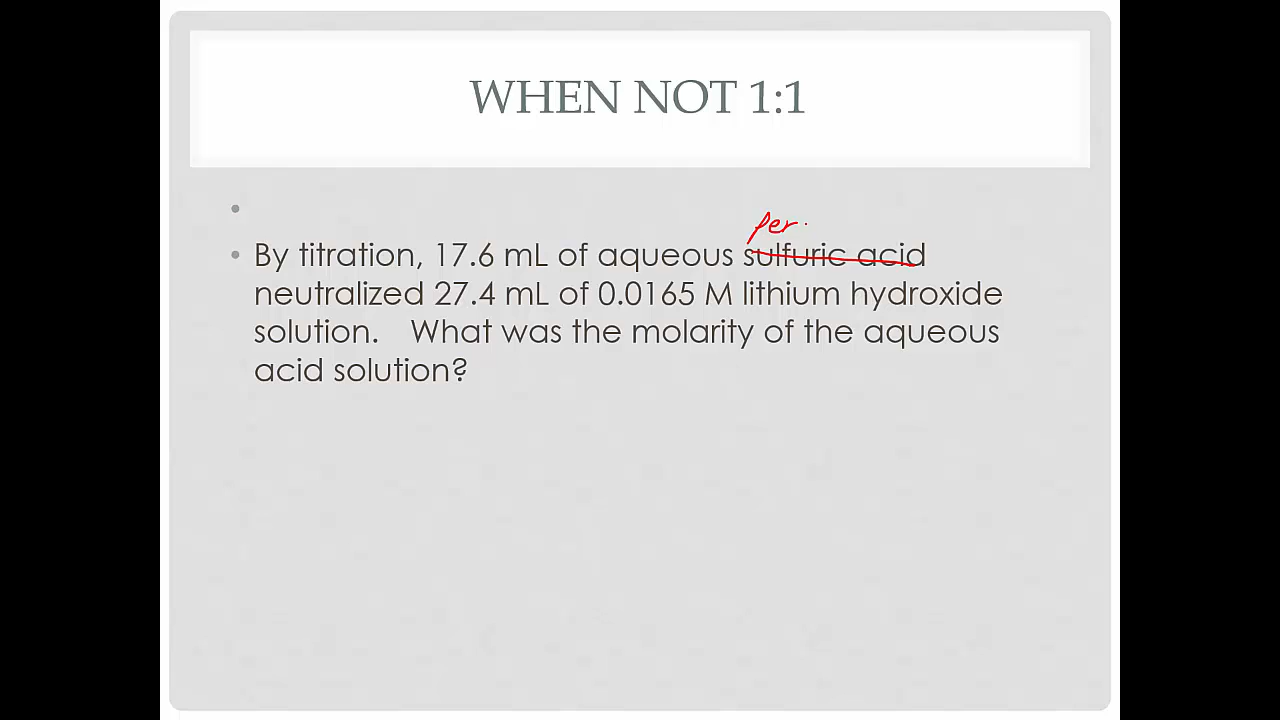 WHEN NOT 1:1
per
By titration, 17.6 mL of aqueous sulfuric acid
neutralized 27.4 mL of 0.0165 M lithium hydroxide
solution. What was the molarity of the aqueous
acid solution?